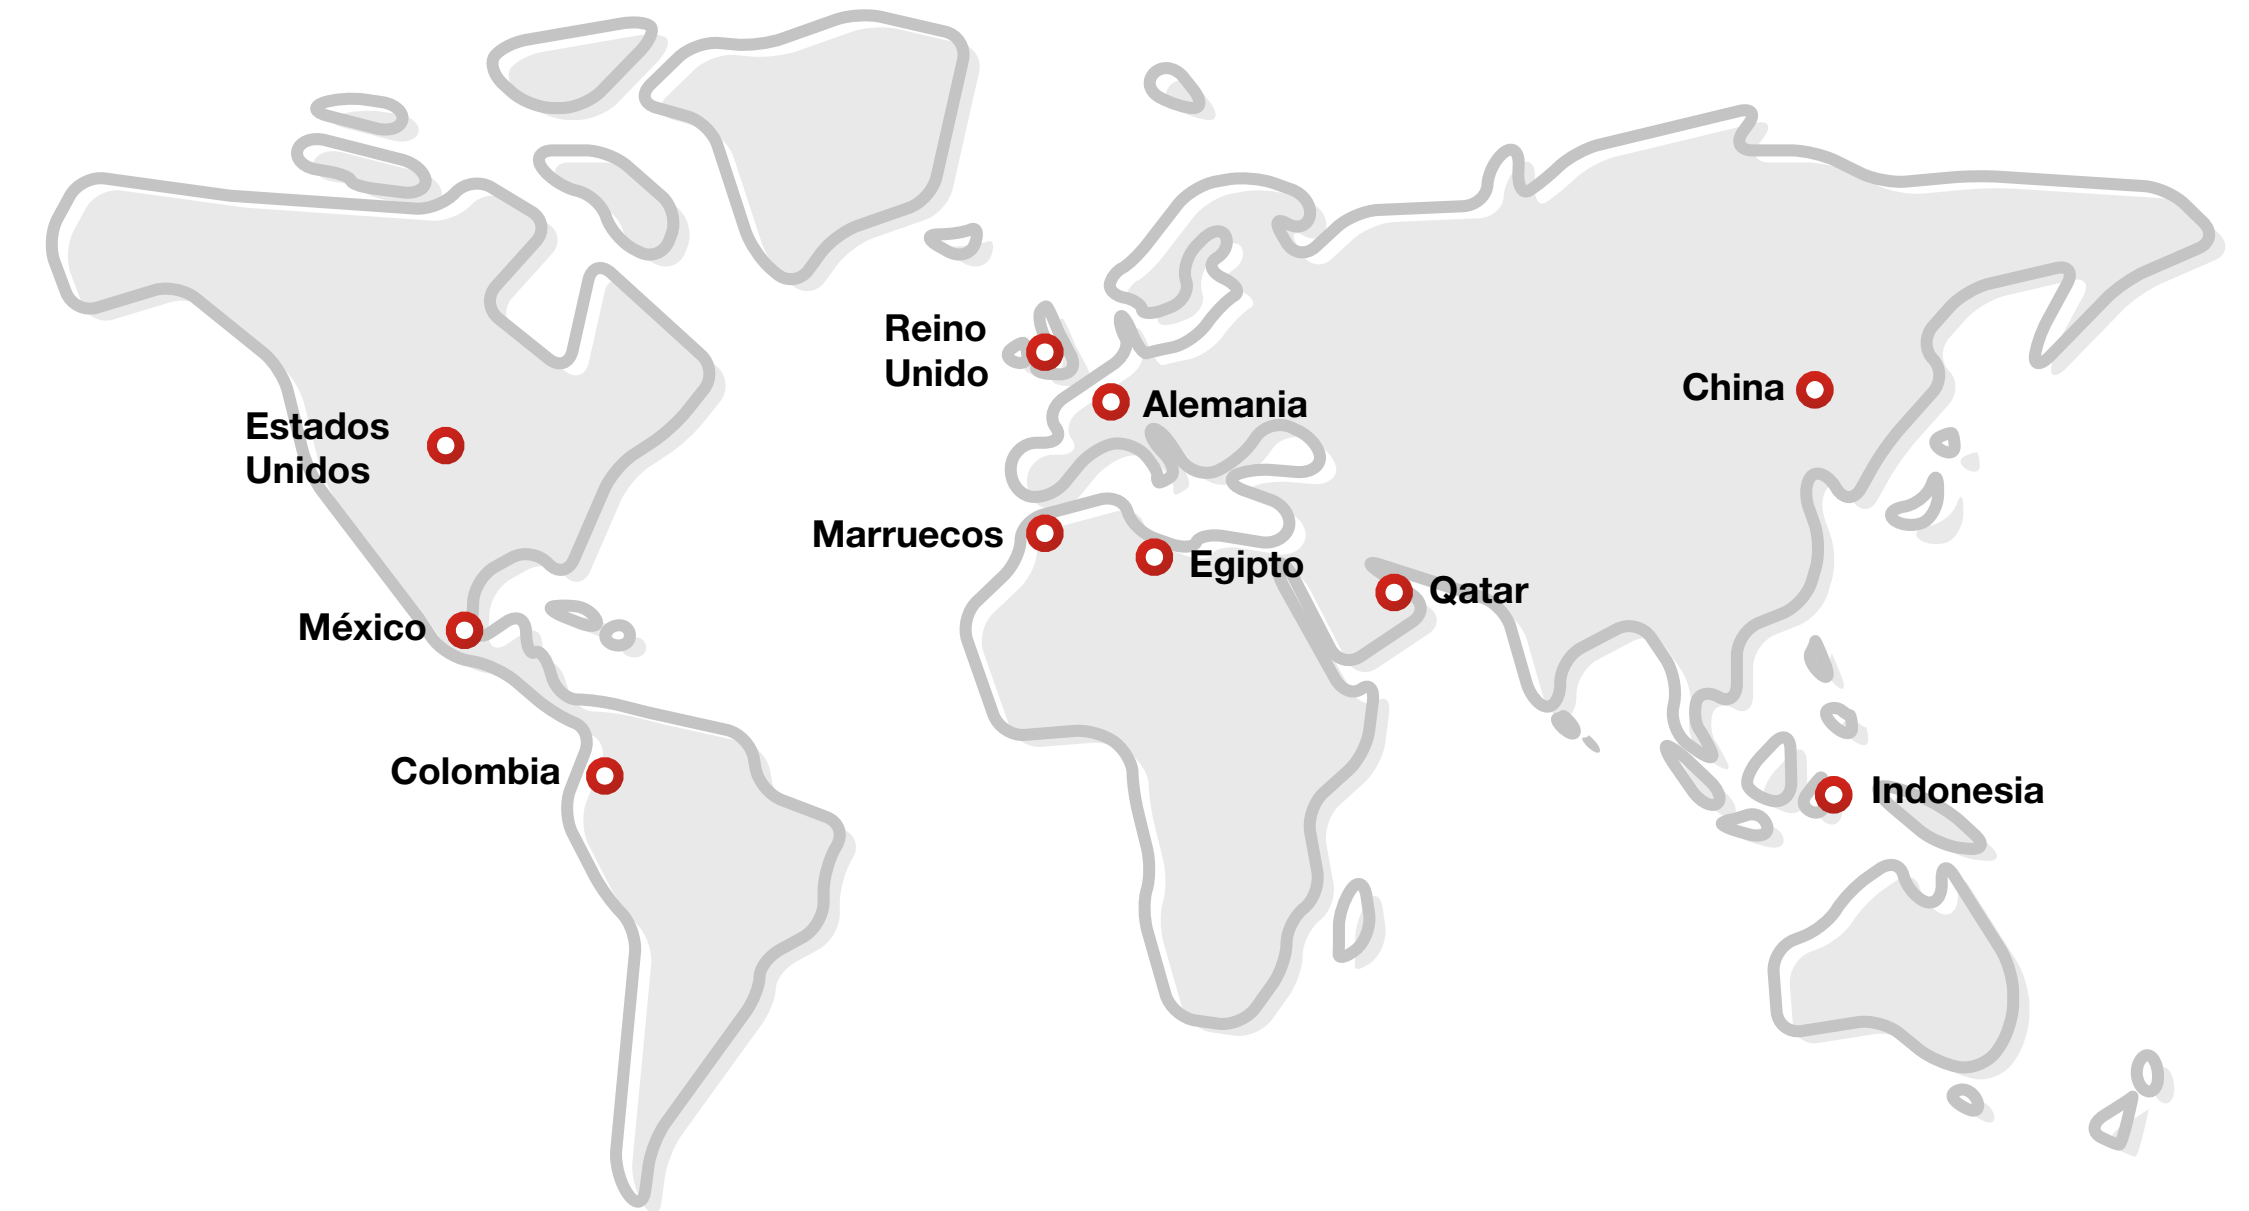 Reino
Unido
China
Alemania
Estados
Unidos
Marruecos
Egipto
Qatar
México
Colombia
Indonesia